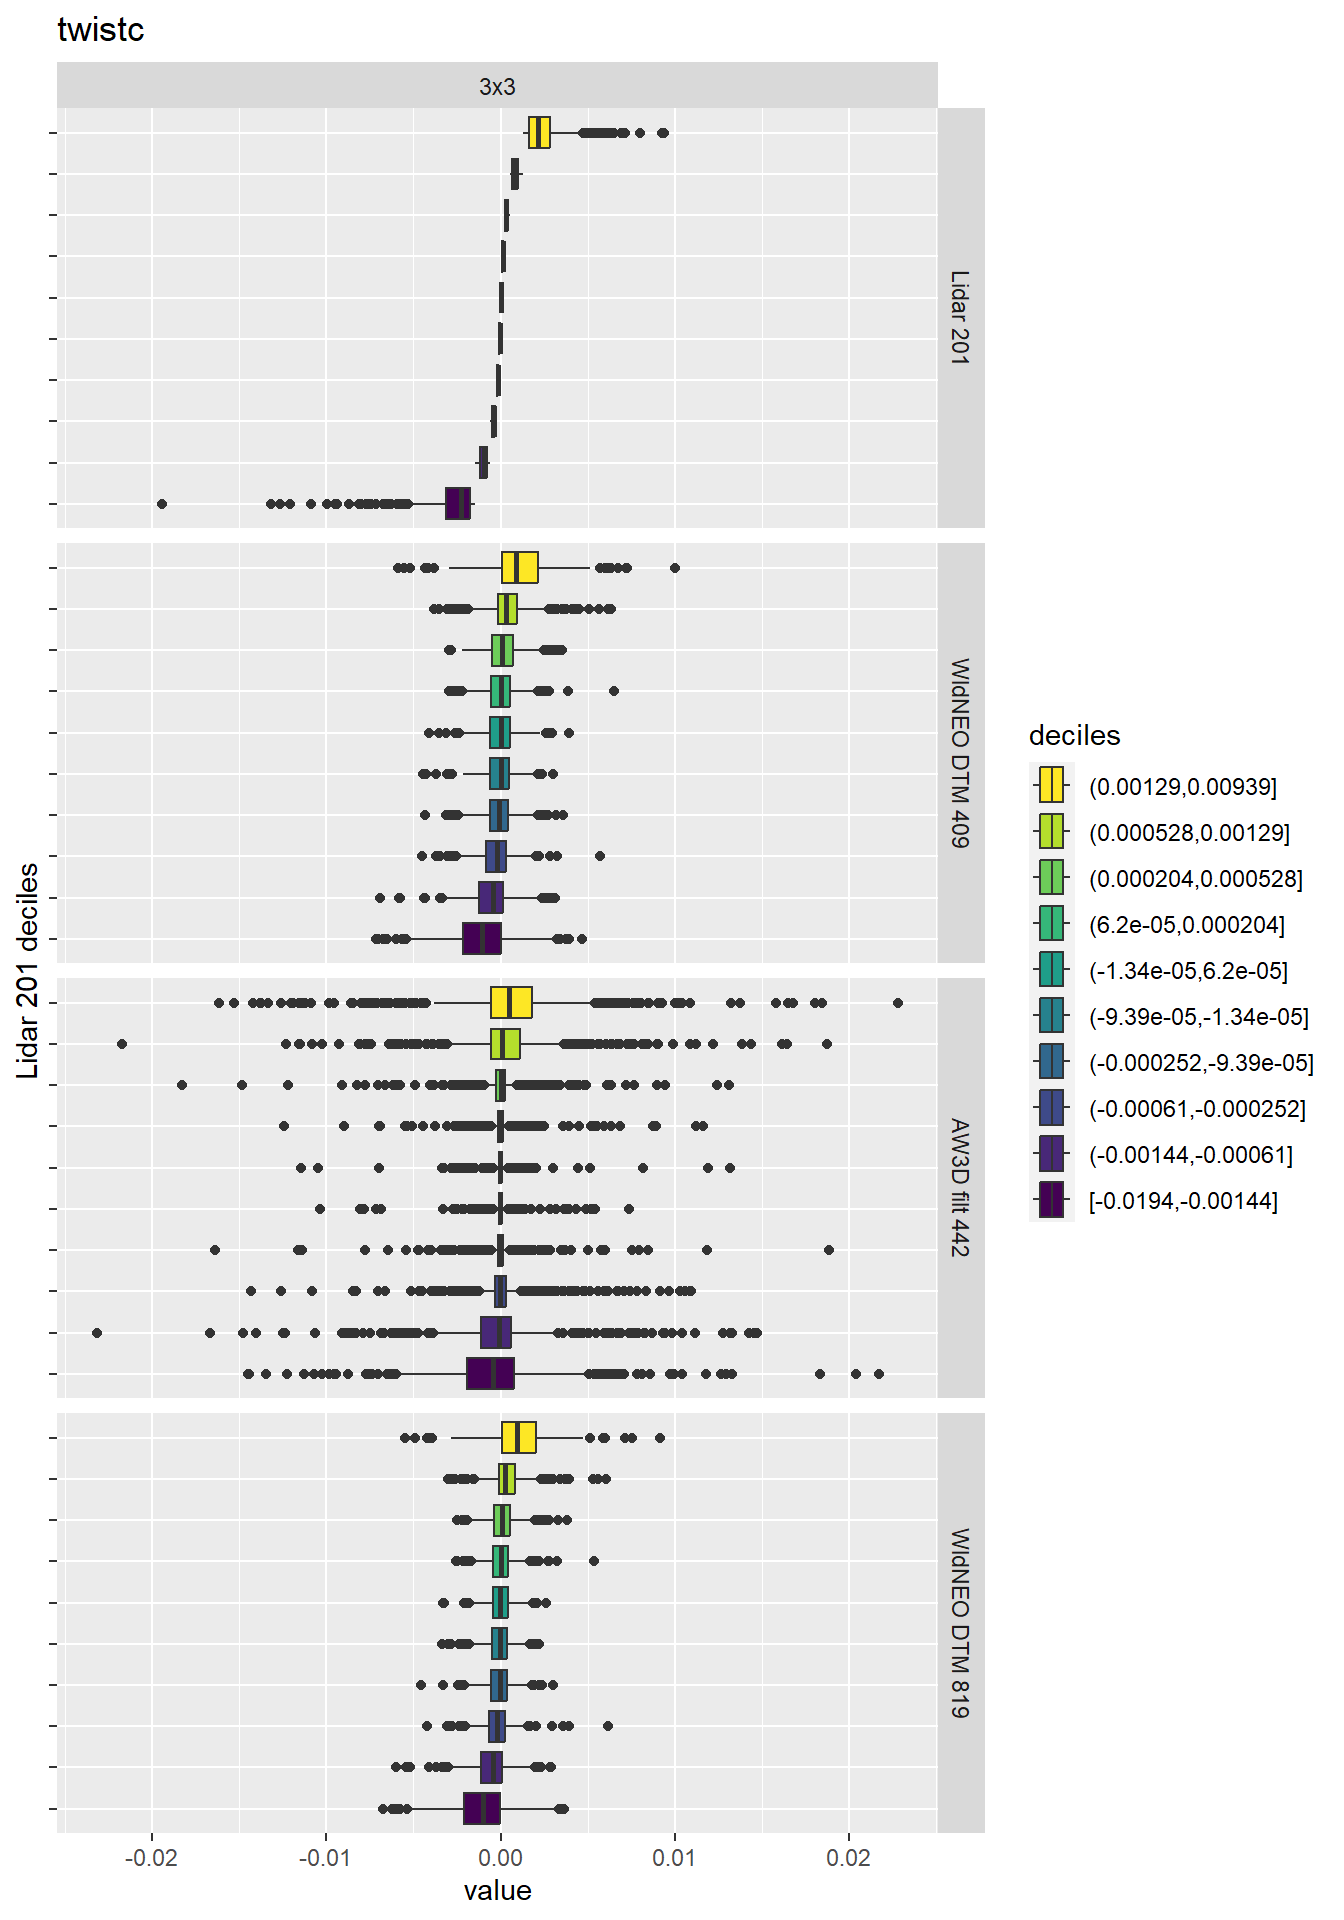 twistc
3x3
Lidar 201
WldNEO DTM 409
AW3D filt 442
WldNEO DTM 819
Lidar 201 deciles
-0.02
-0.01
0.00
0.01
0.02
value
deciles
(0.00129,0.00939]
(0.000528,0.00129]
(0.000204,0.000528]
(6.2e-05,0.000204]
(-1.34e-05,6.2e-05]
(-9.39e-05,-1.34e-05]
(-0.000252,-9.39e-05]
(-0.00061,-0.000252]
(-0.00144,-0.00061]
[-0.0194,-0.00144]